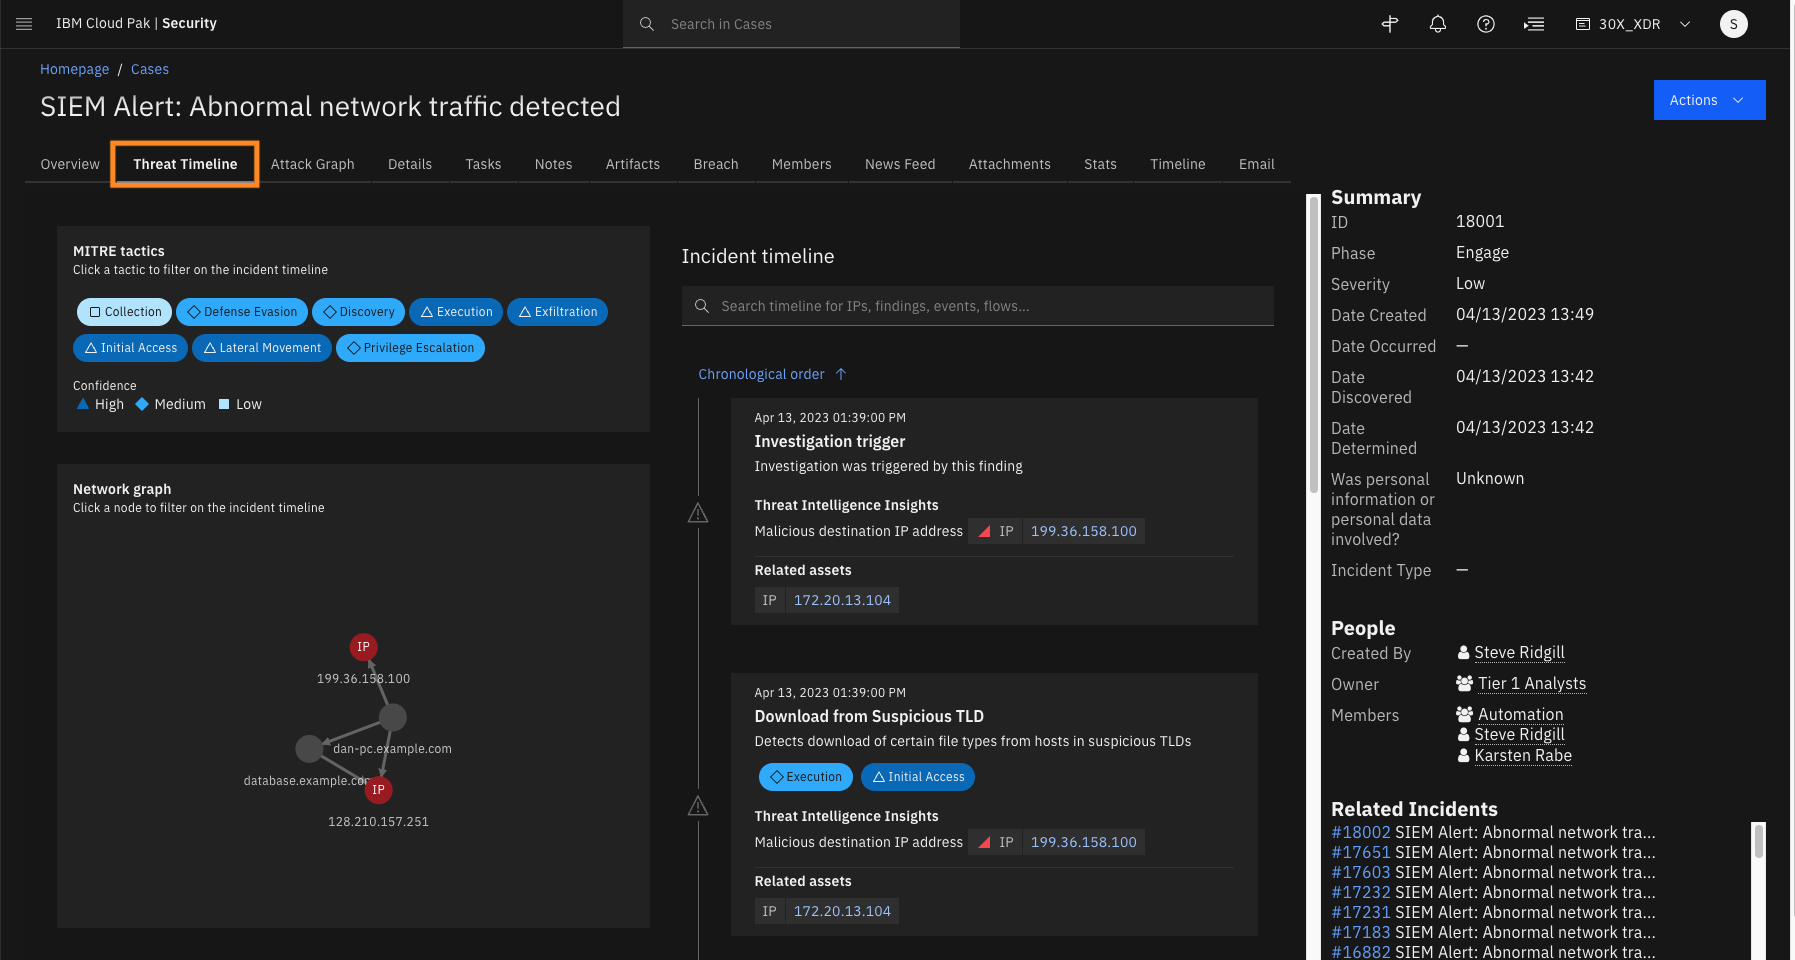 IBM Cloud Pak | Security
Search in Cases
30X_XDR
S
Homepage / Cases
SIEM Alert: Abnormal network traffic detected
Actions
Overview
Threat Timeline
Attack Graph
Details
Tasks
Notes
Artifacts
Breach
Members
News Feed
Attachments
Stats
Timeline
Email
MITRE tactics
Click a tactic to filter on the incident timeline
Collection
Defense Evasion
Discovery
Execution
Exfiltration
Initial Access
Lateral Movement
Privilege Escalation
Confidence
High
Medium
Low
Network graph
Click a node to filter on the incident timeline
IP
199.36.158.100
dan-pc.example.com
database.example.com
IP
128.210.157.251
Incident timeline
Search timeline for IPs, findings, events, flows...
Chronological order
Apr 13, 2023 01:39:00 PM
Investigation trigger
Investigation was triggered by this finding
Threat Intelligence Insights
Malicious destination IP address IP 199.36.158.100
Related assets
IP 172.20.13.104
Apr 13, 2023 01:39:00 PM
Download from Suspicious TLD
Detects download of certain file types from hosts in suspicious TLDs
Execution
Initial Access
Threat Intelligence Insights
Malicious destination IP address IP 199.36.158.100
Related assets
IP 172.20.13.104
Summary
ID 18001
Phase Engage
Severity Low
Date Created 04/13/2023 13:49
Date Occurred —
Date 04/13/2023 13:42
Discovered
Date 04/13/2023 13:42
Determined
Was personal Unknown
information or
personal data
involved?
Incident Type —
People
Created By Steve Ridgill
Owner Tier 1 Analysts
Members Automation
Steve Ridgill
Karsten Rabe
Related Incidents
#18002 SIEM Alert: Abnormal network tra...
#17651 SIEM Alert: Abnormal network tra...
#17603 SIEM Alert: Abnormal network tra...
#17232 SIEM Alert: Abnormal network tra...
#17231 SIEM Alert: Abnormal network tra...
#17183 SIEM Alert: Abnormal network tra...
#16882 SIEM Alert: Abnormal network tra...